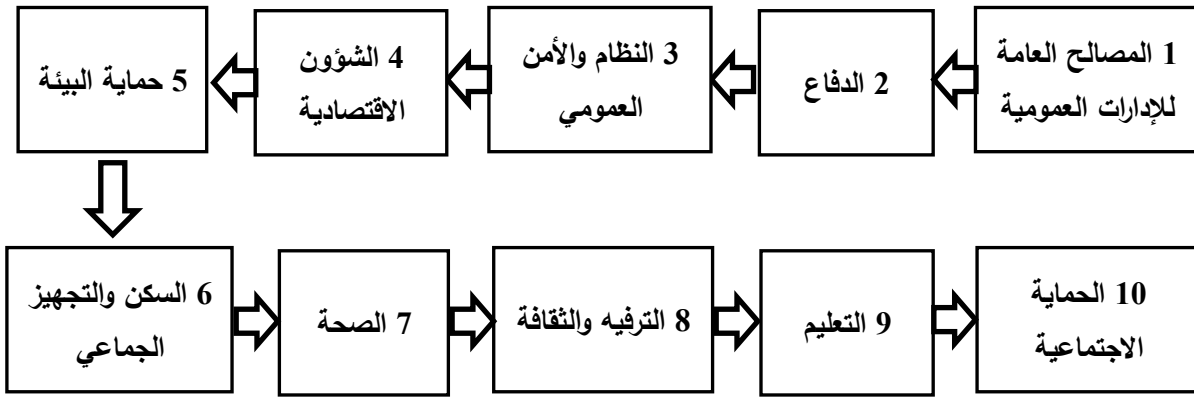 1 المصالح العامة
للإدارات العمومية
2 الدفاع
3 النظام والأمن
العمومي
4 الشؤون
الاقتصادية
5 حماية البيئة
6 السكن والتجهيز
الجماعي
7 الصحة
8 الترفيه والثقافة
9 التعليم
10 الحماية
الاجتماعية